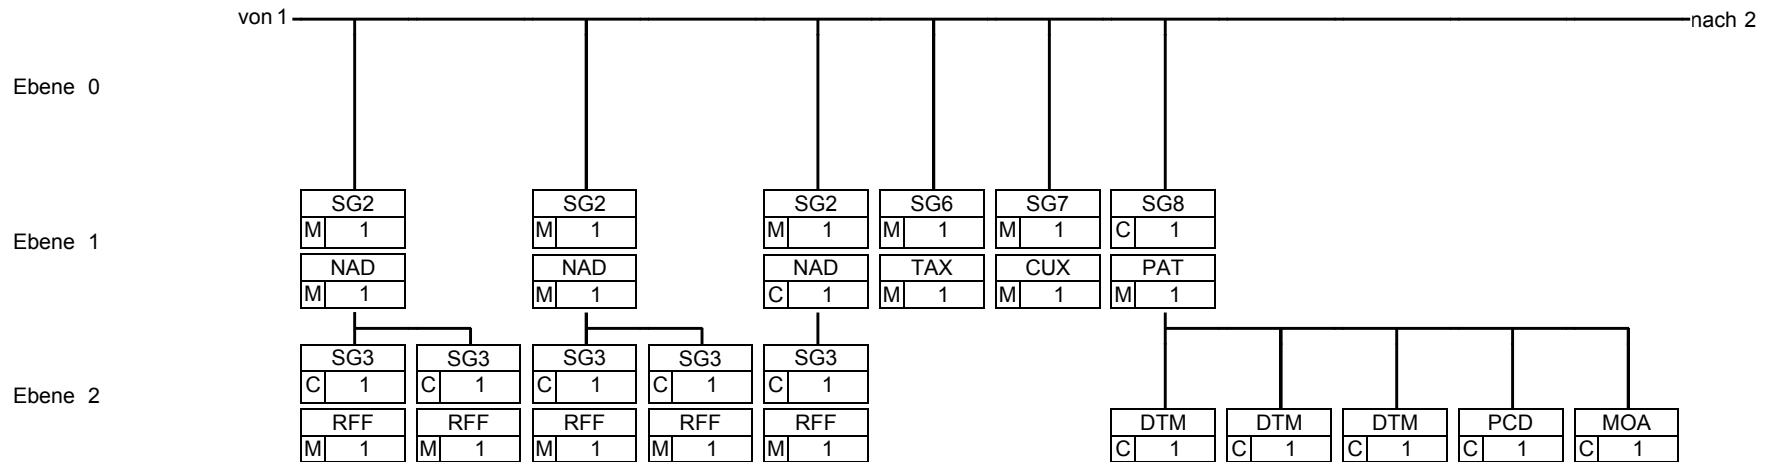 von 1 nach 2
Ebene 0
SG2 SG2 SG2 SG6 SG7 SG8
M 1 M 1 M 1 M 1 M 1 C 1
Ebene 1
NAD NAD NAD TAX CUX PAT
M 1 M 1 C 1 M 1 M 1 M 1
SG3 SG3 SG3 SG3 SG3
C 1 C 1 C 1 C 1 C 1
Ebene 2
RFF RFF RFF RFF RFF DTM DTM DTM PCD MOA
M 1 M 1 M 1 M 1 M 1 C 1 C 1 C 1 C 1 C 1